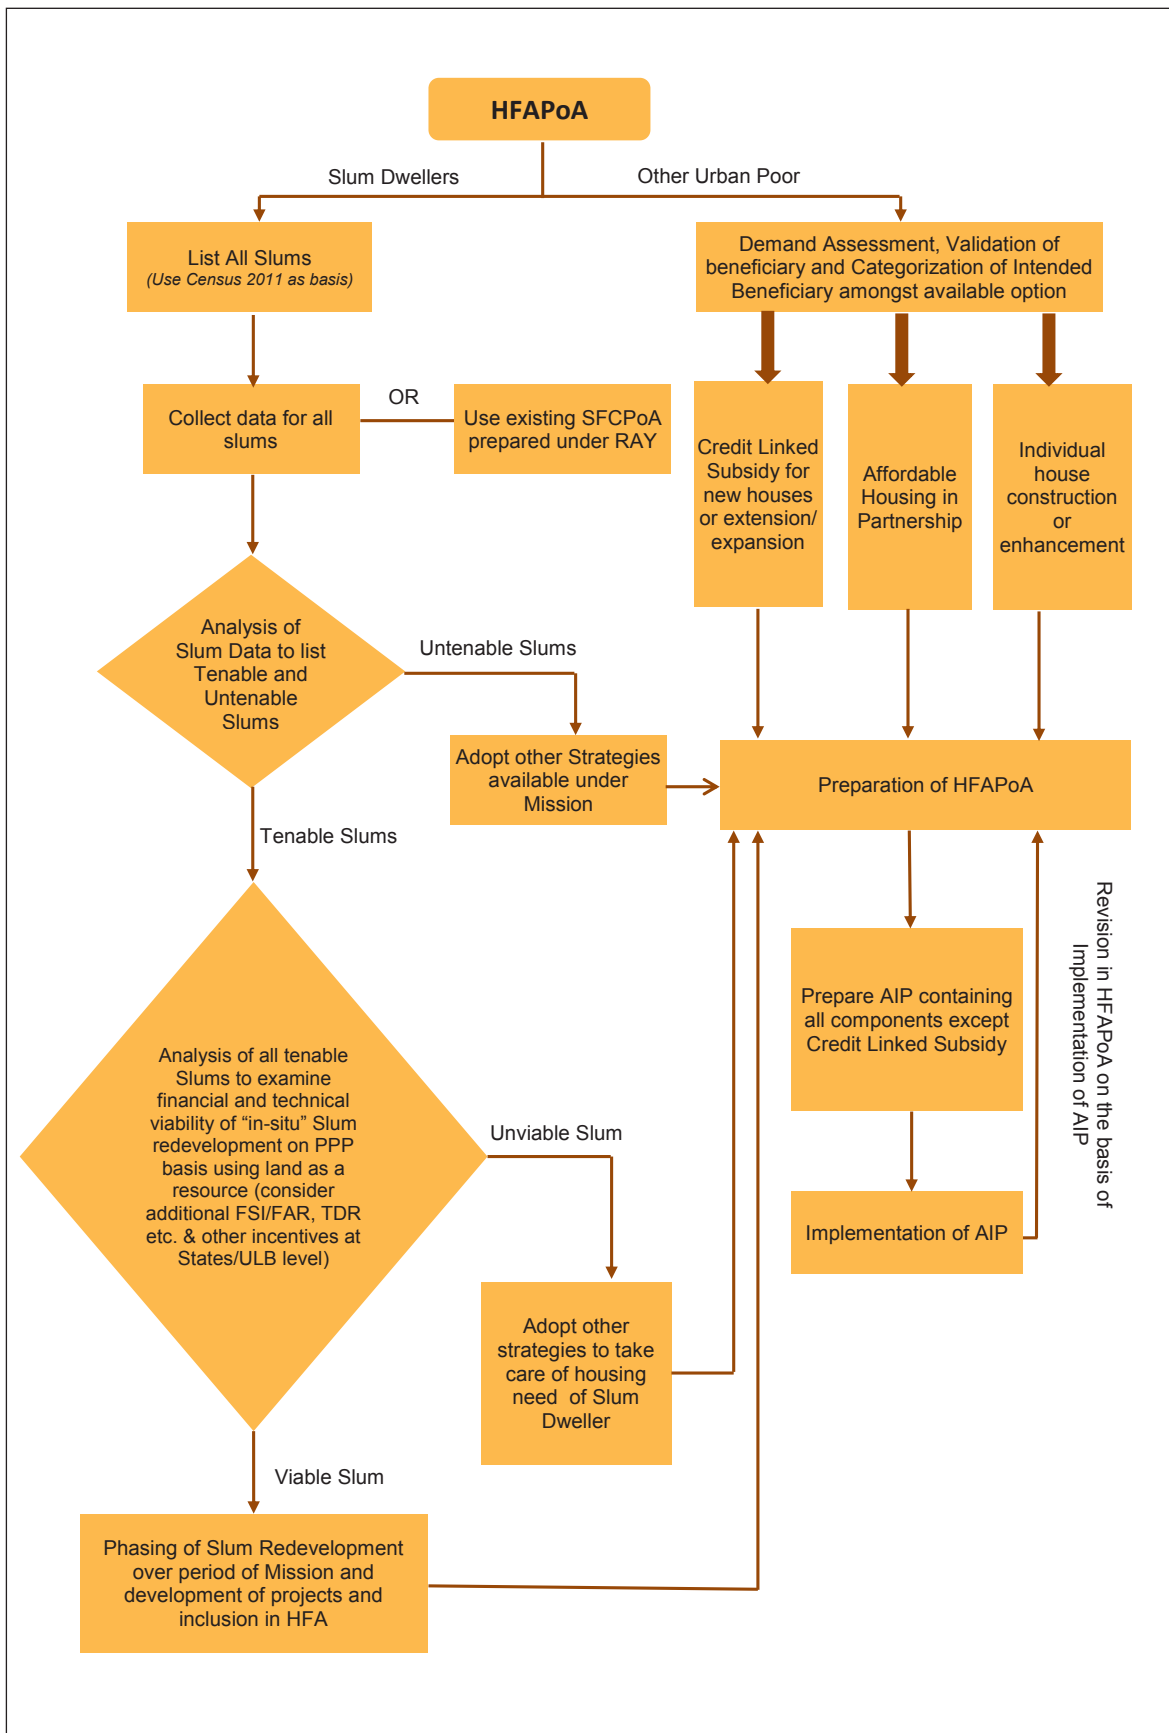 HFAPoA
Slum Dwellers
Other Urban Poor
List All Slums
(Use Census 2011 as basis)
Demand Assessment, Validation of
beneficiary and Categorization of Intended
Beneficiary amongst available option
Collect data for all
slums
OR
Use existing SFCPoA
prepared under RAY
Credit Linked
Subsidy for
new houses
or extension/
expansion
Affordable
Housing in
Partnership
Individual
house
construction
or
enhancement
Analysis of
Slum Data to list
Tenable and
Untenable
Slums
Untenable Slums
Adopt other Strategies
available under
Mission
Preparation of HFAPoA
Tenable Slums
Analysis of all tenable
Slums to examine
financial and technical
viability of “in-situ” Slum
redevelopment on PPP
basis using land as a
resource (consider
additional FSI/FAR, TDR
etc. & other incentives at
States/ULB level)
Unviable Slum
Prepare AIP containing
all components except
Credit Linked Subsidy
Revision in HFAPoA on the basis of
Implementation of AIP
Implementation of AIP
Adopt other
strategies to take
care of housing
need of Slum
Dweller
Viable Slum
Phasing of Slum Redevelopment
over period of Mission and
development of projects and
inclusion in HFA